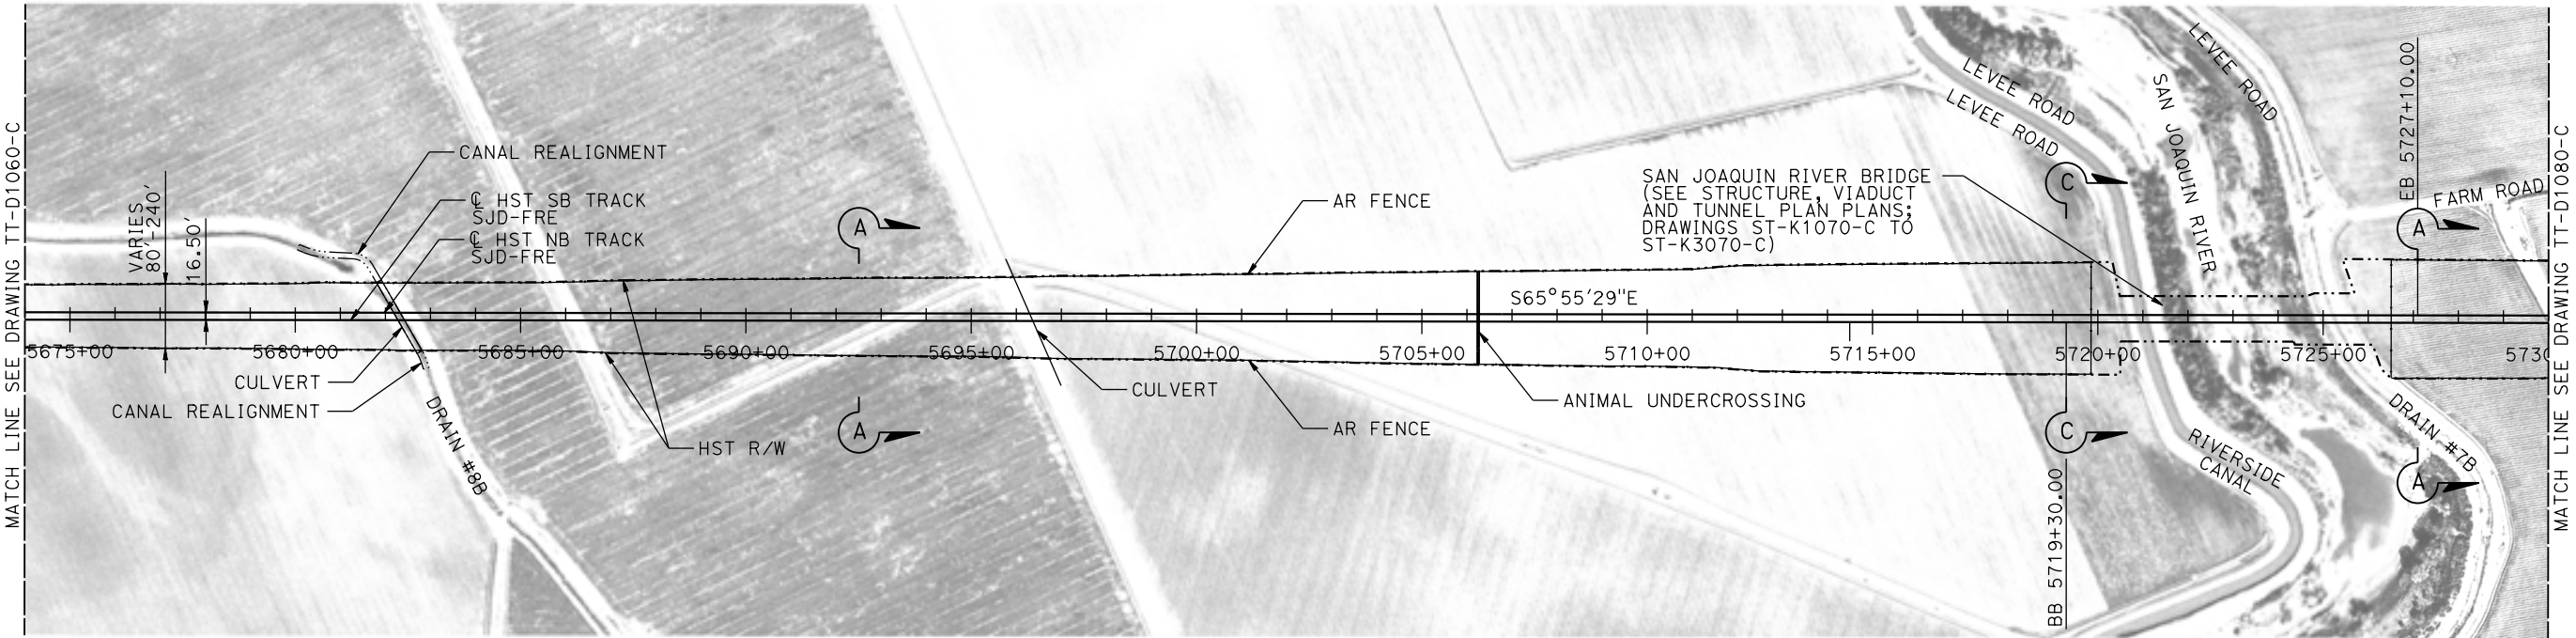 MATCH LINE SEE DRAWING TT-D1060-C
VARIES
80'-240'
16.50'
CANAL REALIGNMENT
℄ HST SB TRACK
SJD-FRE
℄ HST NB TRACK
SJD-FRE
5675+00
5680+00
5685+00
5690+00
5695+00
5700+00
5705+00
5710+00
5715+00
5720+00
5725+00
5730
CULVERT
CANAL REALIGNMENT
DRAIN #8B
HST R/W
A
A
CULVERT
AR FENCE
AR FENCE
S65°55'29"E
ANIMAL UNDERCROSSING
SAN JOAQUIN RIVER BRIDGE
(SEE STRUCTURE, VIADUCT
AND TUNNEL PLAN PLANS;
DRAWINGS ST-K1070-C TO
ST-K3070-C)
LEVEE ROAD
LEVEE ROAD
SAN JOAQUIN RIVER
LEVEE ROAD
C
C
BB 5719+30.00
RIVERSIDE
CANAL
DRAIN #7B
EB 5727+10.00
FARM ROAD
A
A
MATCH LINE SEE DRAWING TT-D1080-C